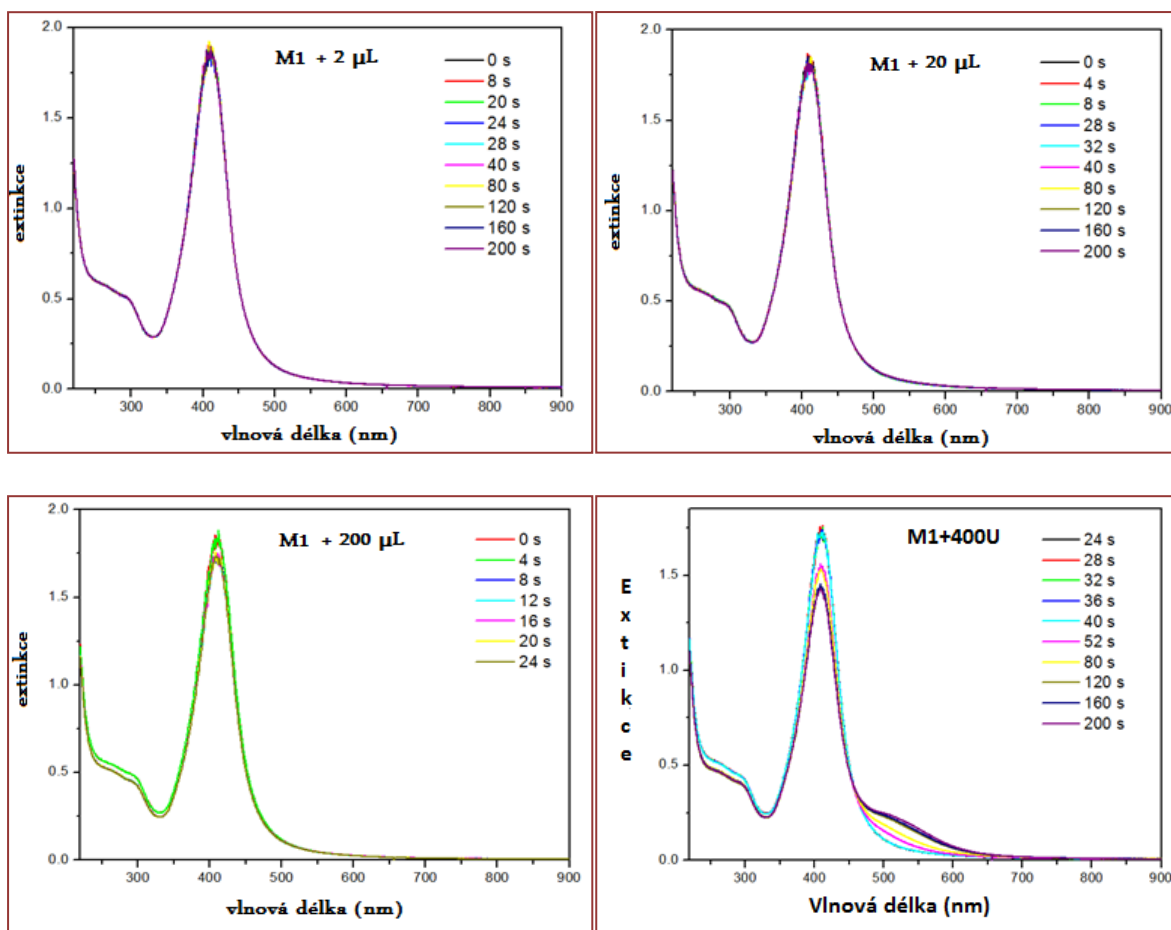 M1 + 2 µL
0 s
8 s
20 s
24 s
28 s
40 s
80 s
120 s
160 s
200 s
extinkce
2.0
1.5
1.0
0.5
0.0
300 400 500 600 700 800 900
vlnová délka (nm)
M1 + 20 µL
0 s
4 s
8 s
28 s
32 s
40 s
80 s
120 s
160 s
200 s
extinkce
2.0
1.5
1.0
0.5
0.0
300 400 500 600 700 800 900
vlnová délka (nm)
M1 + 200 µL
0 s
4 s
8 s
12 s
16 s
20 s
24 s
extinkce
2.0
1.5
1.0
0.5
0.0
300 400 500 600 700 800 900
vlnová délka (nm)
M1+400U
24 s
28 s
32 s
36 s
40 s
52 s
80 s
120 s
160 s
200 s
Extikce
1.5
1.0
0.5
0.0
300 400 500 600 700 800 900
Vlnová délka (nm)